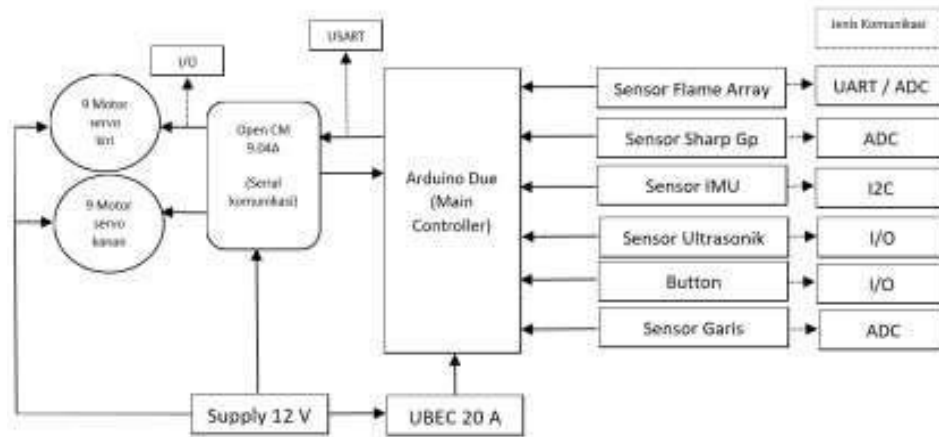 Jenis Komunikasi
USART
I/O
9 Motor
servo
kiri
Open CM
9.04A
(Serial
komunikasi)
9 Motor
servo
kanan
Arduino Due
(Main
Controller)
Sensor Flame Array
UART / ADC
Sensor Sharp Gp
ADC
Sensor IMU
I2C
Sensor Ultrasonik
I/O
Button
I/O
Sensor Garis
ADC
Supply 12 V
UBEC 20 A